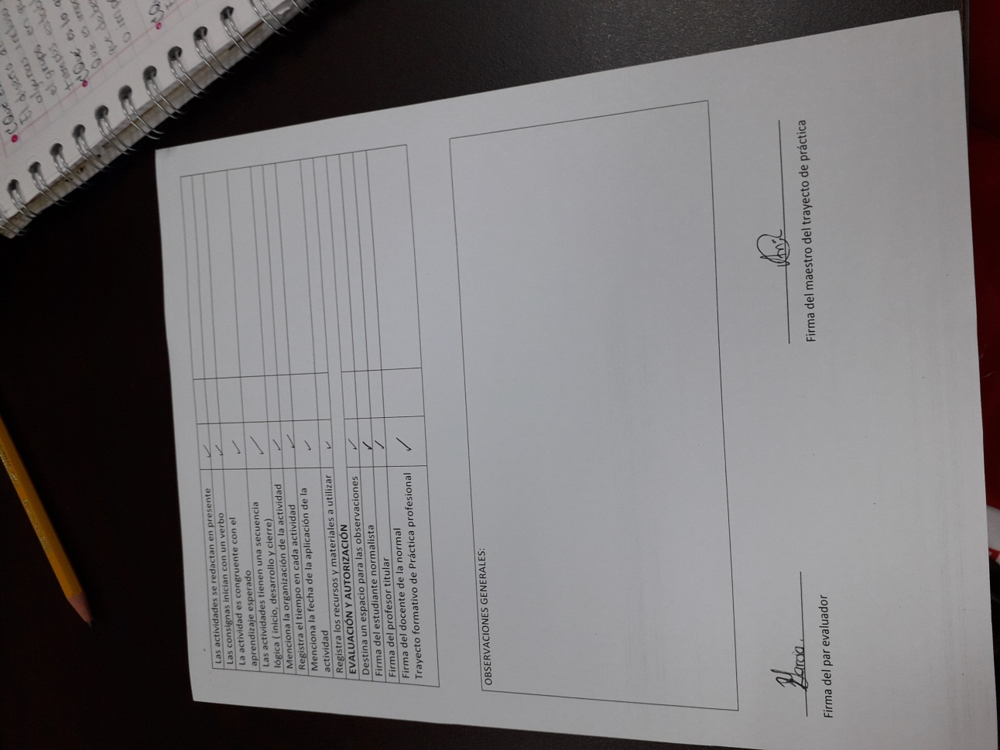 Las actividades se redactan en presente ✓
Las consignas inician con un verbo ✓
La actividad es congruente con el ✓
aprendizaje esperado
Las actividades tienen una secuencia ✓
lógica ( inicio, desarrollo y cierre)
Menciona la organización de la actividad ✓
Registra el tiempo en cada actividad ✓
Menciona la fecha de la aplicación de la ✓
actividad
Registra los recursos y materiales a utilizar ✓
EVALUACIÓN Y AUTORIZACIÓN
Destina un espacio para las observaciones ✓
Firma del estudiante normalista ✓
Firma del profesor titular ✓
Firma del docente de la normal ✓
Trayecto formativo de Práctica profesional
OBSERVACIONES GENERALES:
Firma del par evaluador
Firma del maestro del trayecto de práctica